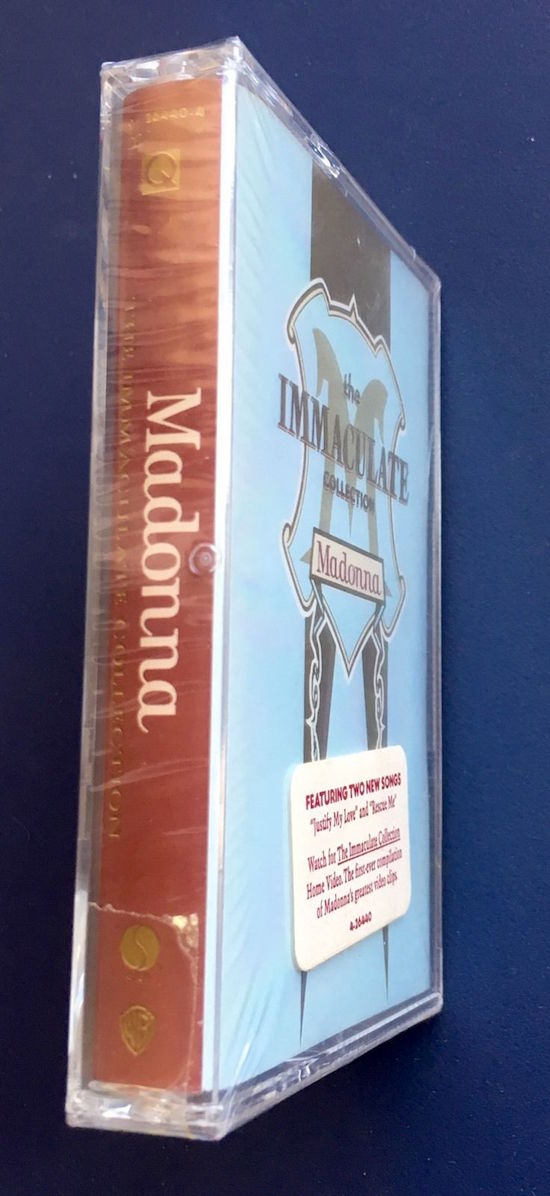 26440-4
Q
Madonna
THE IMMACULATE COLLECTION
S
WB
M
the
IMMACULATE
COLLECTION
Madonna
FEATURING TWO NEW SONGS
"Justify My Love" and "Rescue Me"
Watch for The Immaculate Collection
Home Video. The first-ever compilation
of Madonna's greatest video clips.
4-26440